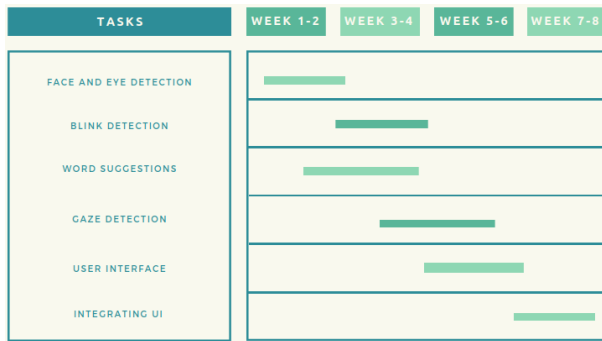 TASKS
WEEK 1-2
WEEK 3-4
WEEK 5-6
WEEK 7-8
FACE AND EYE DETECTION
BLINK DETECTION
WORD SUGGESTIONS
GAZE DETECTION
USER INTERFACE
INTEGRATING UI